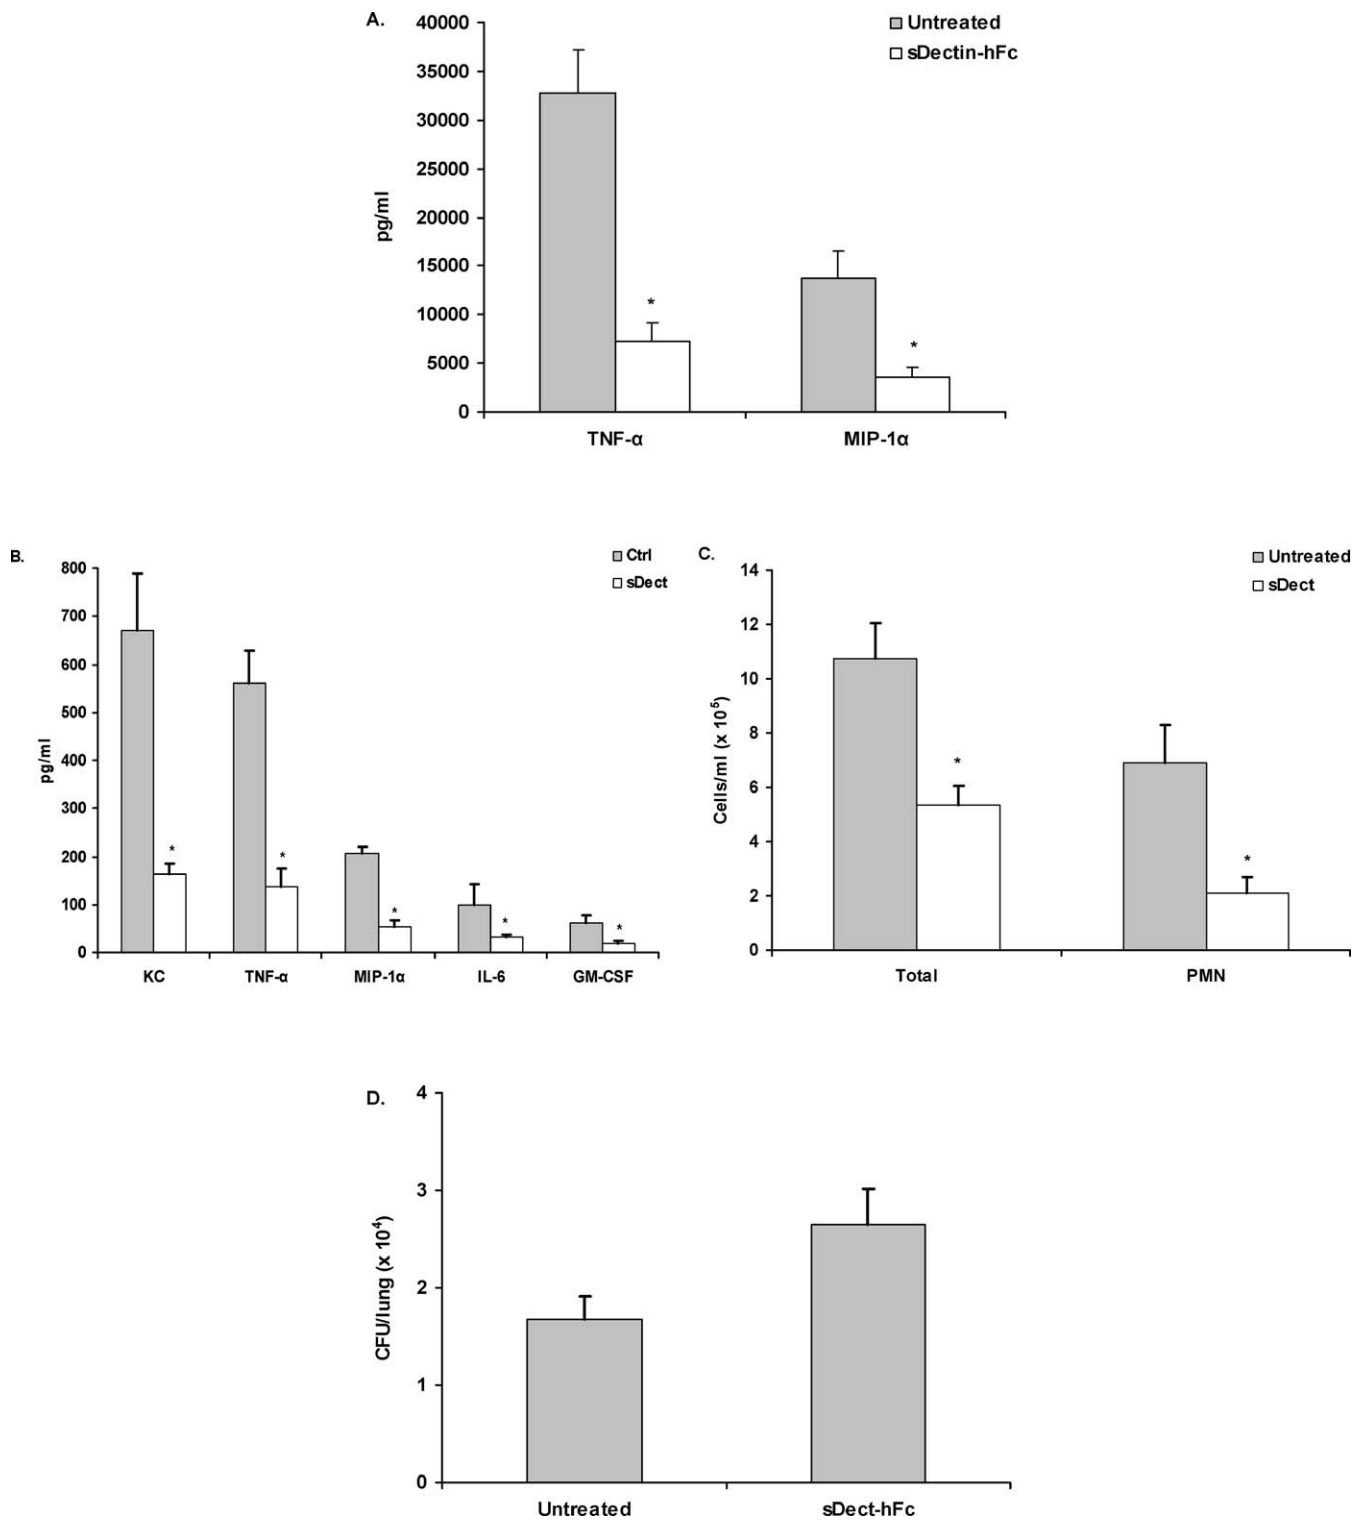 A.
Untreated
sDectin-hFc
40000
35000
30000
25000
20000
15000
10000
5000
0
pg/ml
*
*
TNF-α
MIP-1α
B.
Ctrl
sDect
800
700
600
500
400
300
200
100
0
pg/ml
*
*
*
*
*
KC
TNF-α
MIP-1α
IL-6
GM-CSF
C.
Untreated
sDect
14
12
10
8
6
4
2
0
Cells/ml (x 10⁵)
*
*
Total
PMN
D.
4
3
2
1
0
CFU/lung (x 10⁴)
Untreated
sDect-hFc